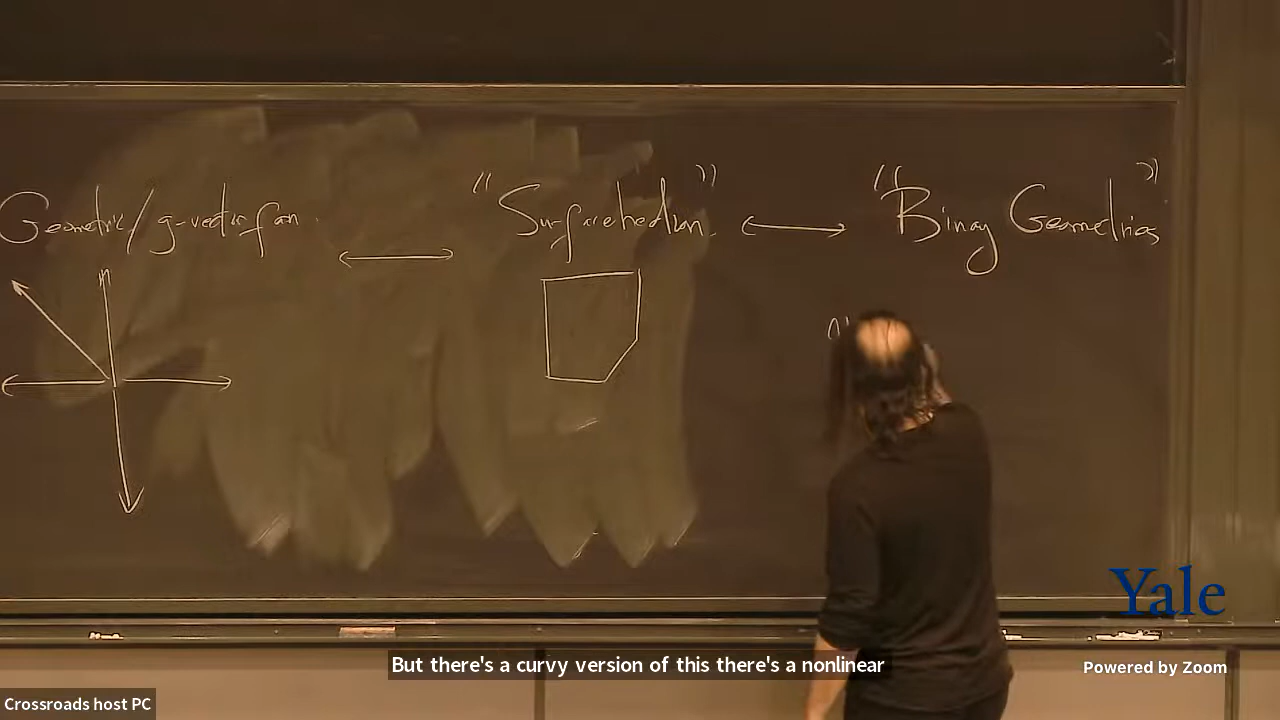 Geometric/g-vector fan
"Surfacehedron"
"Binary Geometries"
Yale
But there's a curvy version of this there's a nonlinear
Powered by Zoom
Crossroads host PC